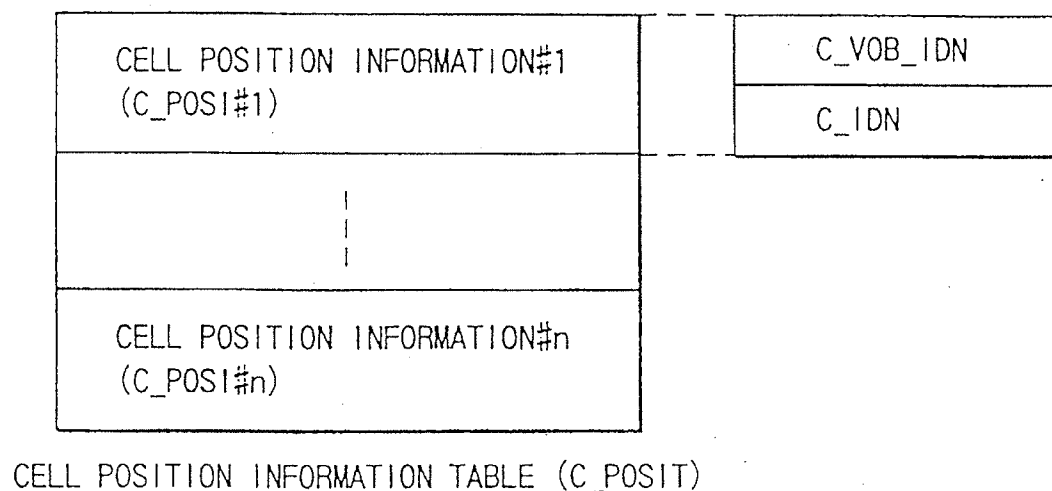 CELL POSITION INFORMATION#1
(C_POSI#1)
C_VOB_IDN
C_IDN
CELL POSITION INFORMATION#n
(C_POSI#n)
CELL POSITION INFORMATION TABLE (C_POSIT)